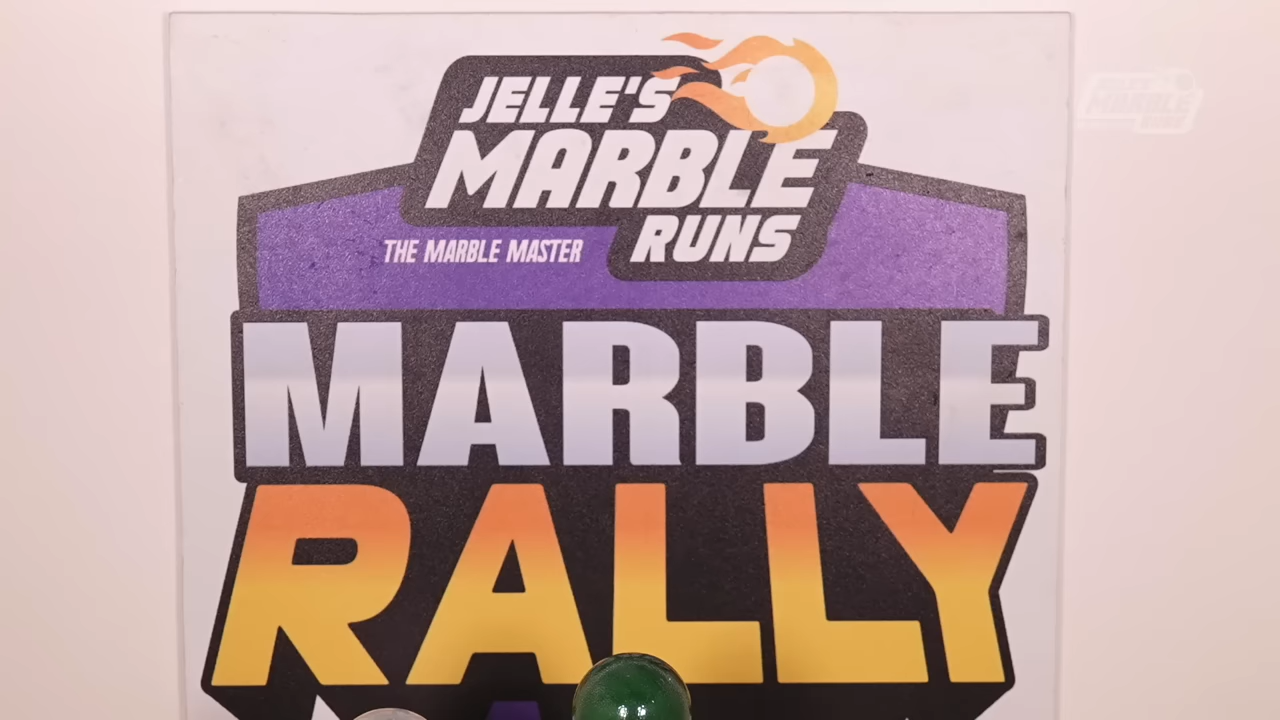 JELLE'S
MARBLE
RUNS
THE MARBLE MASTER
MARBLE
RALLY